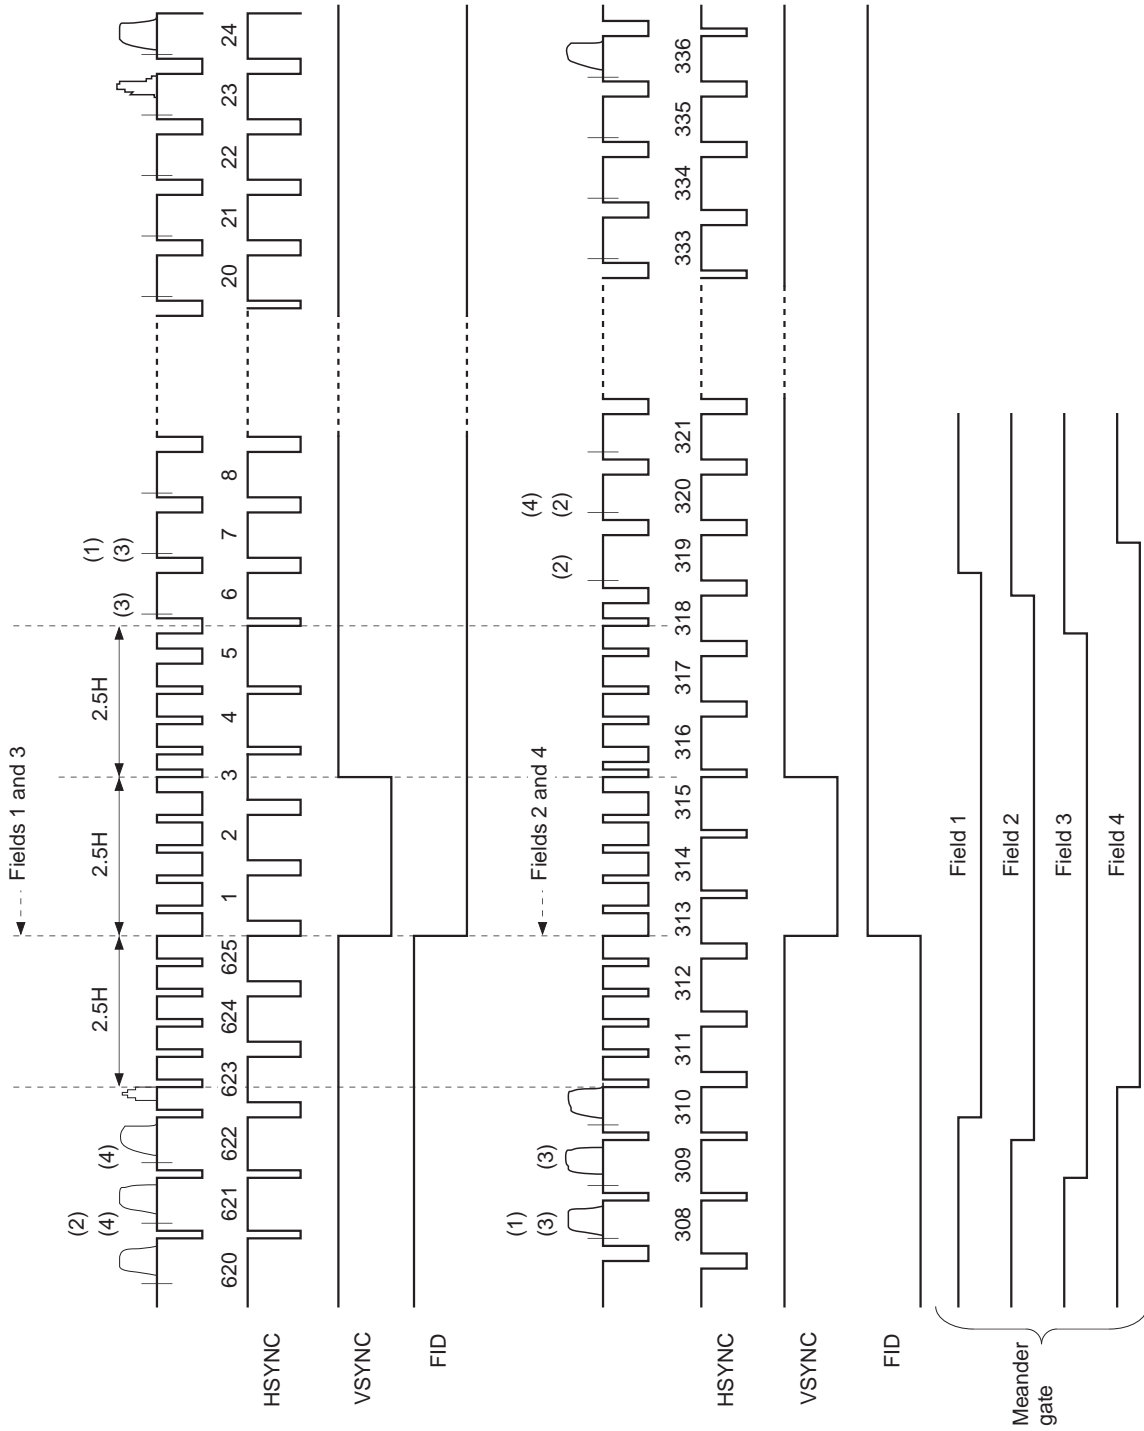 Fields 1 and 3
2.5H
2.5H
2.5H
(2)
(4)
(4)
(3)
(1)
(3)
620 621 622 623 624 625 1 2 3 4 5 6 7 8 20 21 22 23 24
HSYNC
VSYNC
FID
Fields 2 and 4
(1)
(3)
(3)
(2)
(4)
(2)
308 309 310 311 312 313 314 315 316 317 318 319 320 321 333 334 335 336
HSYNC
VSYNC
FID
Meander
gate
Field 1
Field 2
Field 3
Field 4